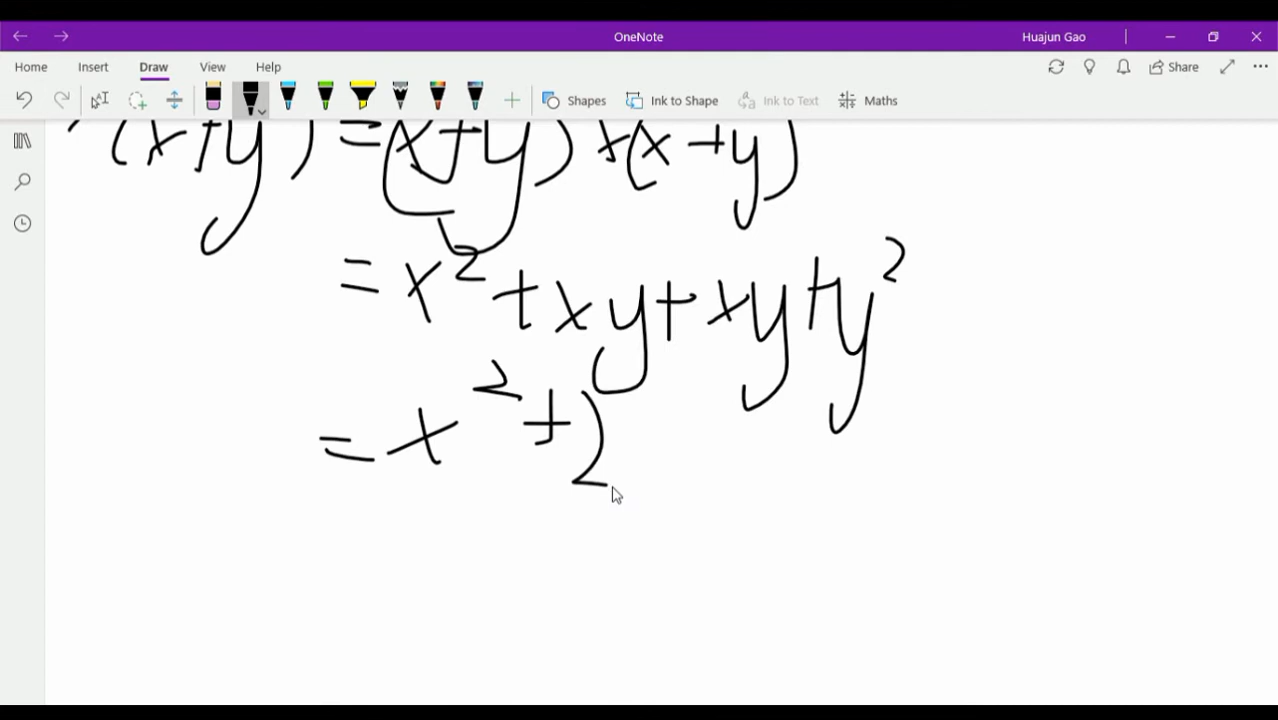 OneNote
Huajun Gao
Home Insert Draw View Help
Share
Shapes Ink to Shape Ink to Text Maths
(x+y) =(x+y)×(x+y)
= x² +xy+xy+y²
= x² +2